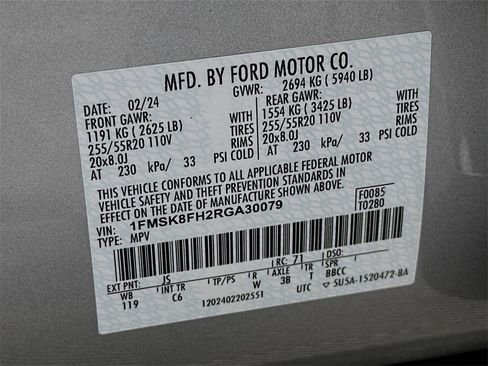 MFD. BY FORD MOTOR CO.
DATE: 02/24 GVWR: 2694 KG ( 5940 LB)
FRONT GAWR: REAR GAWR:
1191 KG ( 2625 LB) WITH 1554 KG ( 3425 LB) WITH
255/55R20 110V TIRES 255/55R20 110V TIRES
20x8.0J RIMS 20x8.0J RIMS
AT 230 kPa/ 33 PSI COLD AT 230 kPa/ 33 PSI COLD
THIS VEHICLE CONFORMS TO ALL APPLICABLE FEDERAL MOTOR
VEHICLE SAFETY AND THEFT PREVENTION STANDARDS IN
EFFECT ON THE DATE OF MANUFACTURE SHOWN ABOVE.
VIN: 1FMSK8FH2RGA30079 F0085
TYPE: MPV T0280
EXT PNT: JS RC: 71 DSO:
WB INT TR TP/PS R AXLE TR SPR
119 C6 W 3B T BBCC
1202402202551 UTC ▽ 5U5A-1520472-BA